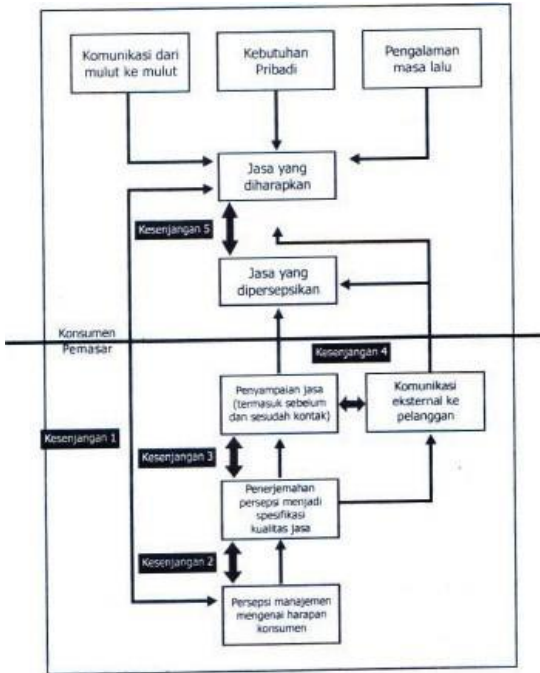 Komunikasi dari
mulut ke mulut
Kebutuhan
Pribadi
Pengalaman
masa lalu
Jasa yang
diharapkan
Kesenjangan 5
Jasa yang
dipersepsikan
Konsumen
Pemasar
Kesenjangan 4
Penyampaian jasa
(termasuk sebelum
dan sesudah kontak)
Komunikasi
eksternal ke
pelanggan
Kesenjangan 1
Kesenjangan 3
Penerjemahan
persepsi menjadi
spesifikasi
kualitas jasa
Kesenjangan 2
Persepsi manajemen
mengenai harapan
konsumen